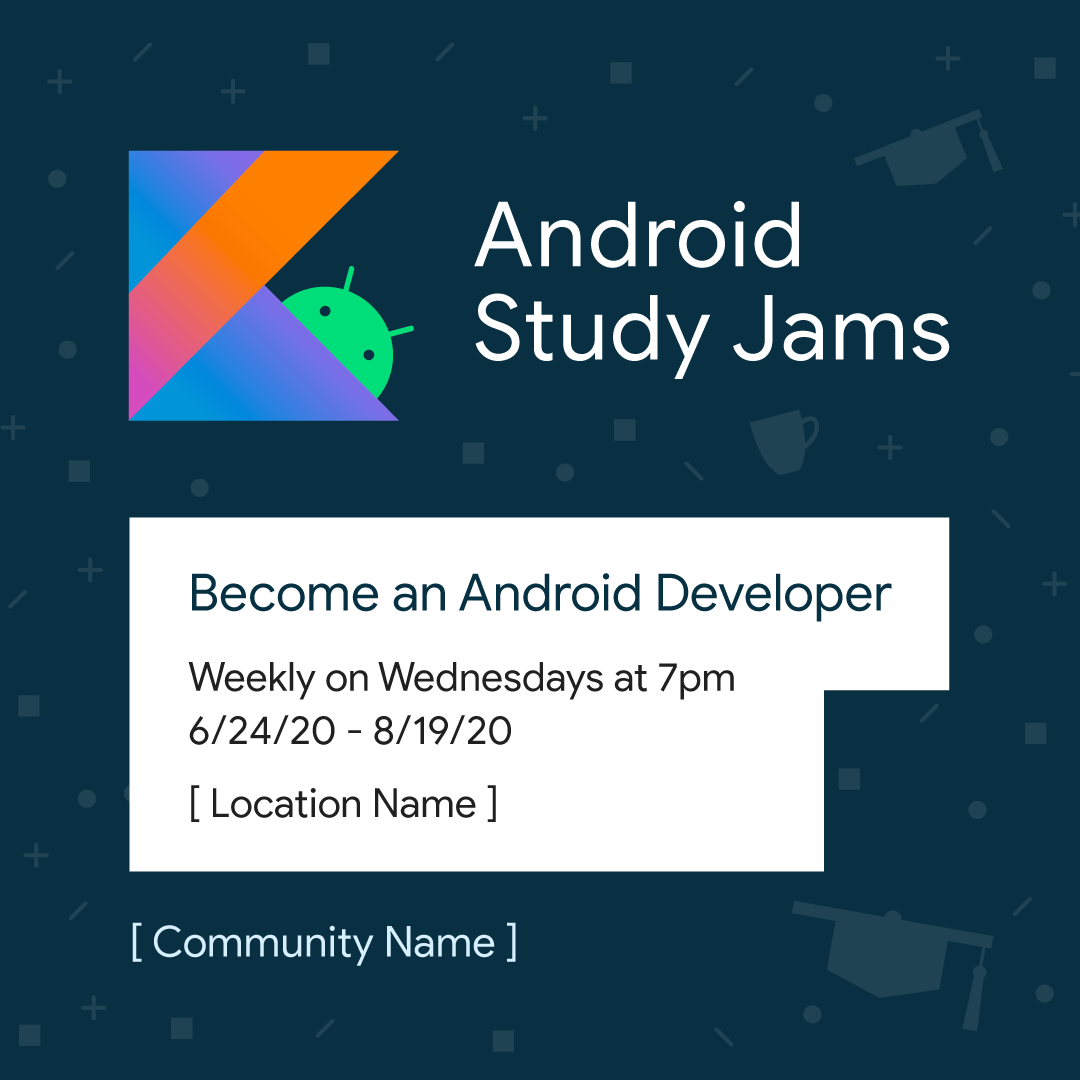 Android
Study Jams
Become an Android Developer
Weekly on Wednesdays at 7pm
6/24/20 - 8/19/20
[ Location Name ]
[ Community Name ]